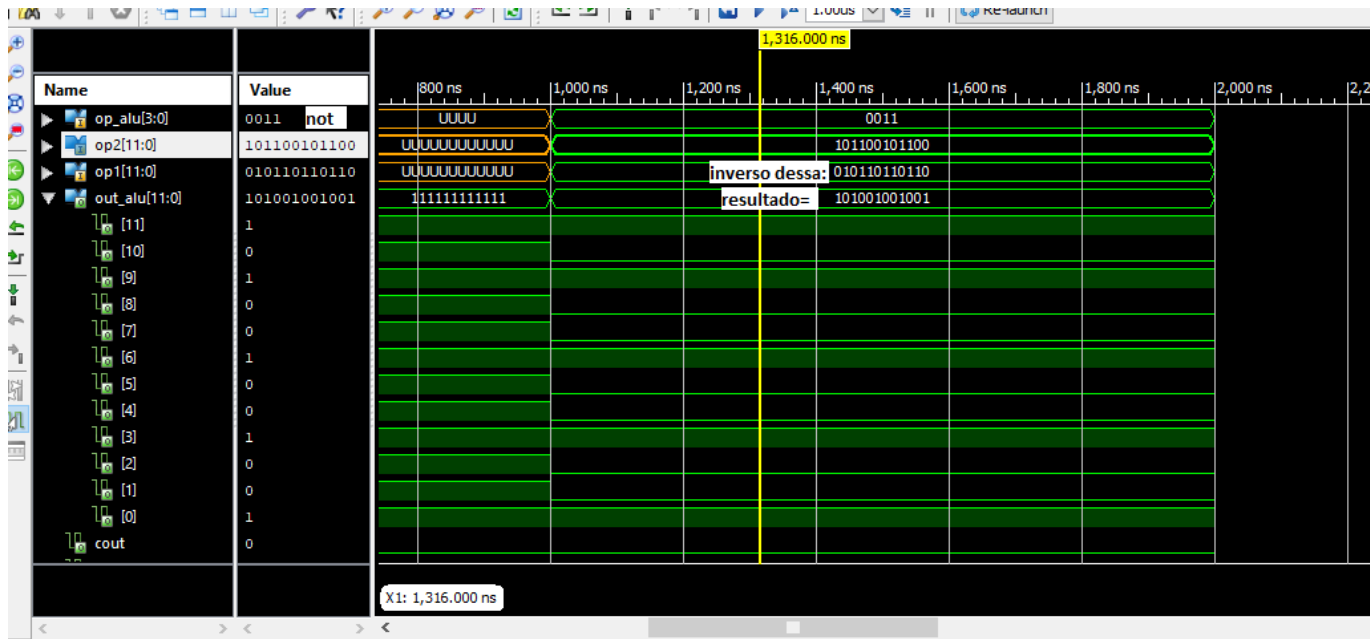 1.00us Re-launch
1,316.000 ns
Name Value 800 ns 1,000 ns 1,200 ns 1,400 ns 1,600 ns 1,800 ns 2,000 ns 2,2
op_alu[3:0] 0011 not UUUU 0011
op2[11:0] 101100101100 UUUUUUUUUUUU 101100101100
op1[11:0] 010110110110 UUUUUUUUUUUU inverso dessa: 010110110110
out_alu[11:0] 101001001001 111111111111 resultado= 101001001001
[11] 1
[10] 0
[9] 1
[8] 0
[7] 0
[6] 1
[5] 0
[4] 0
[3] 1
[2] 0
[1] 0
[0] 1
cout 0
X1: 1,316.000 ns